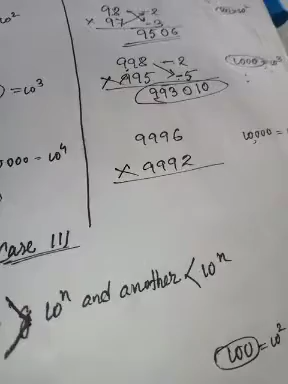 98 -2
× 97 -3
9506
998 -2
× 995 -5
993010
1000 = 10³
= 10³
9996
× 9992
10,000 =
000 = 10⁴
Case III
10ⁿ and another < 10ⁿ
100 = 10²